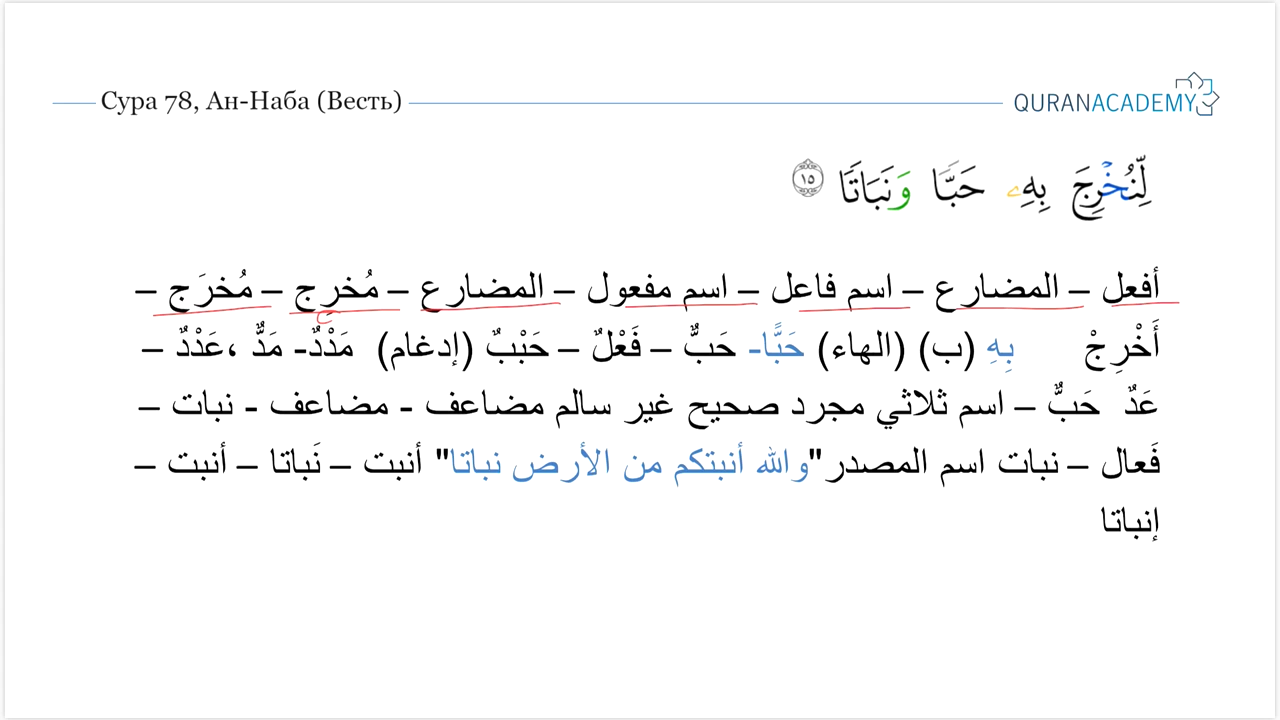 Сура 78, Ан-Наба (Весть)
QURANACADEMY
لِّنُخْرِجَ بِهِۦ حَبًّا وَنَبَاتًا ١٥
أفعل – المضارع – اسم فاعل – اسم مفعول – المضارع – مُخرِج – مُخرَج –
أَخْرِجْ بِهِ (ب) (الهاء) حَبًّا- حَبٌّ – فَعْلٌ – حَبْبٌ (إدغام) مَدْدٌ- مَدٌّ ،عَدْدٌ –
عَدٌ حَبٌّ – اسم ثلاثي مجرد صحيح غير سالم مضاعف - مضاعف - نبات –
فَعال – نبات اسم المصدر "والله أنبتكم من الأرض نباتا" أنبت – نَباتا – أنبت –
إنباتا